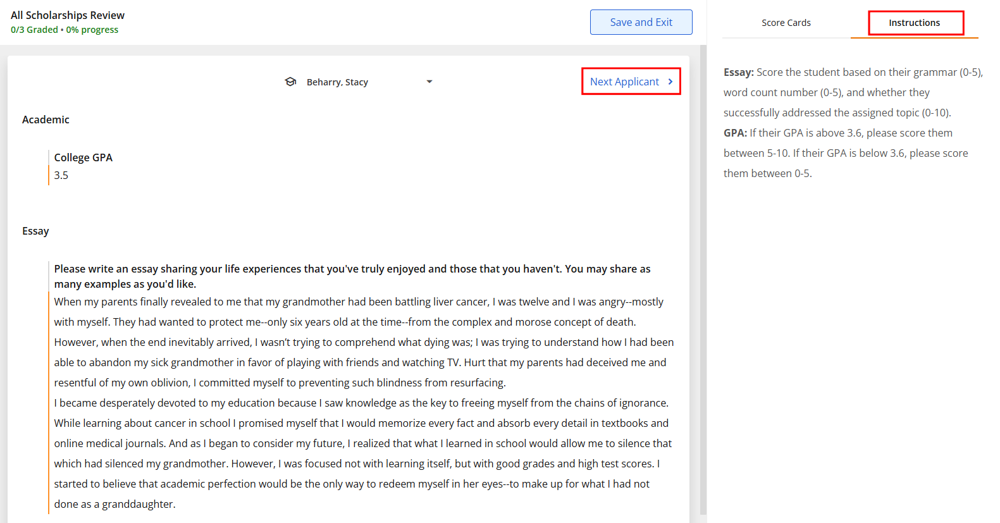 All Scholarships Review
0/3 Graded • 0% progress
Save and Exit
Beharry, Stacy
Next Applicant
Academic
College GPA
3.5
Essay
Please write an essay sharing your life experiences that you've truly enjoyed and those that you haven't. You may share as
many examples as you'd like.
When my parents finally revealed to me that my grandmother had been battling liver cancer, I was twelve and I was angry--mostly
with myself. They had wanted to protect me--only six years old at the time--from the complex and morose concept of death.
However, when the end inevitably arrived, I wasn’t trying to comprehend what dying was; I was trying to understand how I had been
able to abandon my sick grandmother in favor of playing with friends and watching TV. Hurt that my parents had deceived me and
resentful of my own oblivion, I committed myself to preventing such blindness from resurfacing.
I became desperately devoted to my education because I saw knowledge as the key to freeing myself from the chains of ignorance.
While learning about cancer in school I promised myself that I would memorize every fact and absorb every detail in textbooks and
online medical journals. And as I began to consider my future, I realized that what I learned in school would allow me to silence that
which had silenced my grandmother. However, I was focused not with learning itself, but with good grades and high test scores. I
started to believe that academic perfection would be the only way to redeem myself in her eyes--to make up for what I had not
done as a granddaughter.
Score Cards
Instructions
Essay: Score the student based on their grammar (0-5),
word count number (0-5), and whether they
successfully addressed the assigned topic (0-10).
GPA: If their GPA is above 3.6, please score them
between 5-10. If their GPA is below 3.6, please score
them between 0-5.